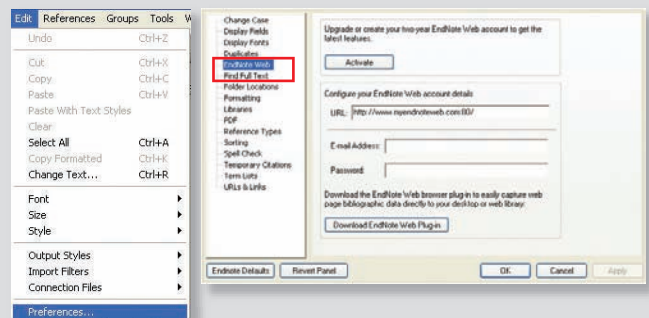 Edit References Groups Tools W
Undo Ctrl+Z
Cut Ctrl+X
Copy Ctrl+C
Paste Ctrl+V
Paste With Text Styles
Clear
Select All Ctrl+A
Copy Formatted Ctrl+K
Change Text... Ctrl+R
Font
Size
Style
Output Styles
Import Filters
Connection Files
Preferences...
Change Case
Display Fields
Display Fonts
Duplicates
EndNote Web
Find Full Text
Folder Locations
Formatting
Libraries
PDF
Reference Types
Sorting
Spell Check
Temporary Citations
Term Lists
URLs & Links
Upgrade or create your two-year EndNote Web account to get the
latest features.
Activate
Configure your EndNote Web account details
URL: http://www.myendnoteweb.com:80/
E-mail Address:
Password:
Download the EndNote Web browser plug-in to easily capture web
page bibliographic data directly to your desktop or web library:
Download EndNote Web Plug-in
Endnote Defaults Revert Panel OK Cancel Apply